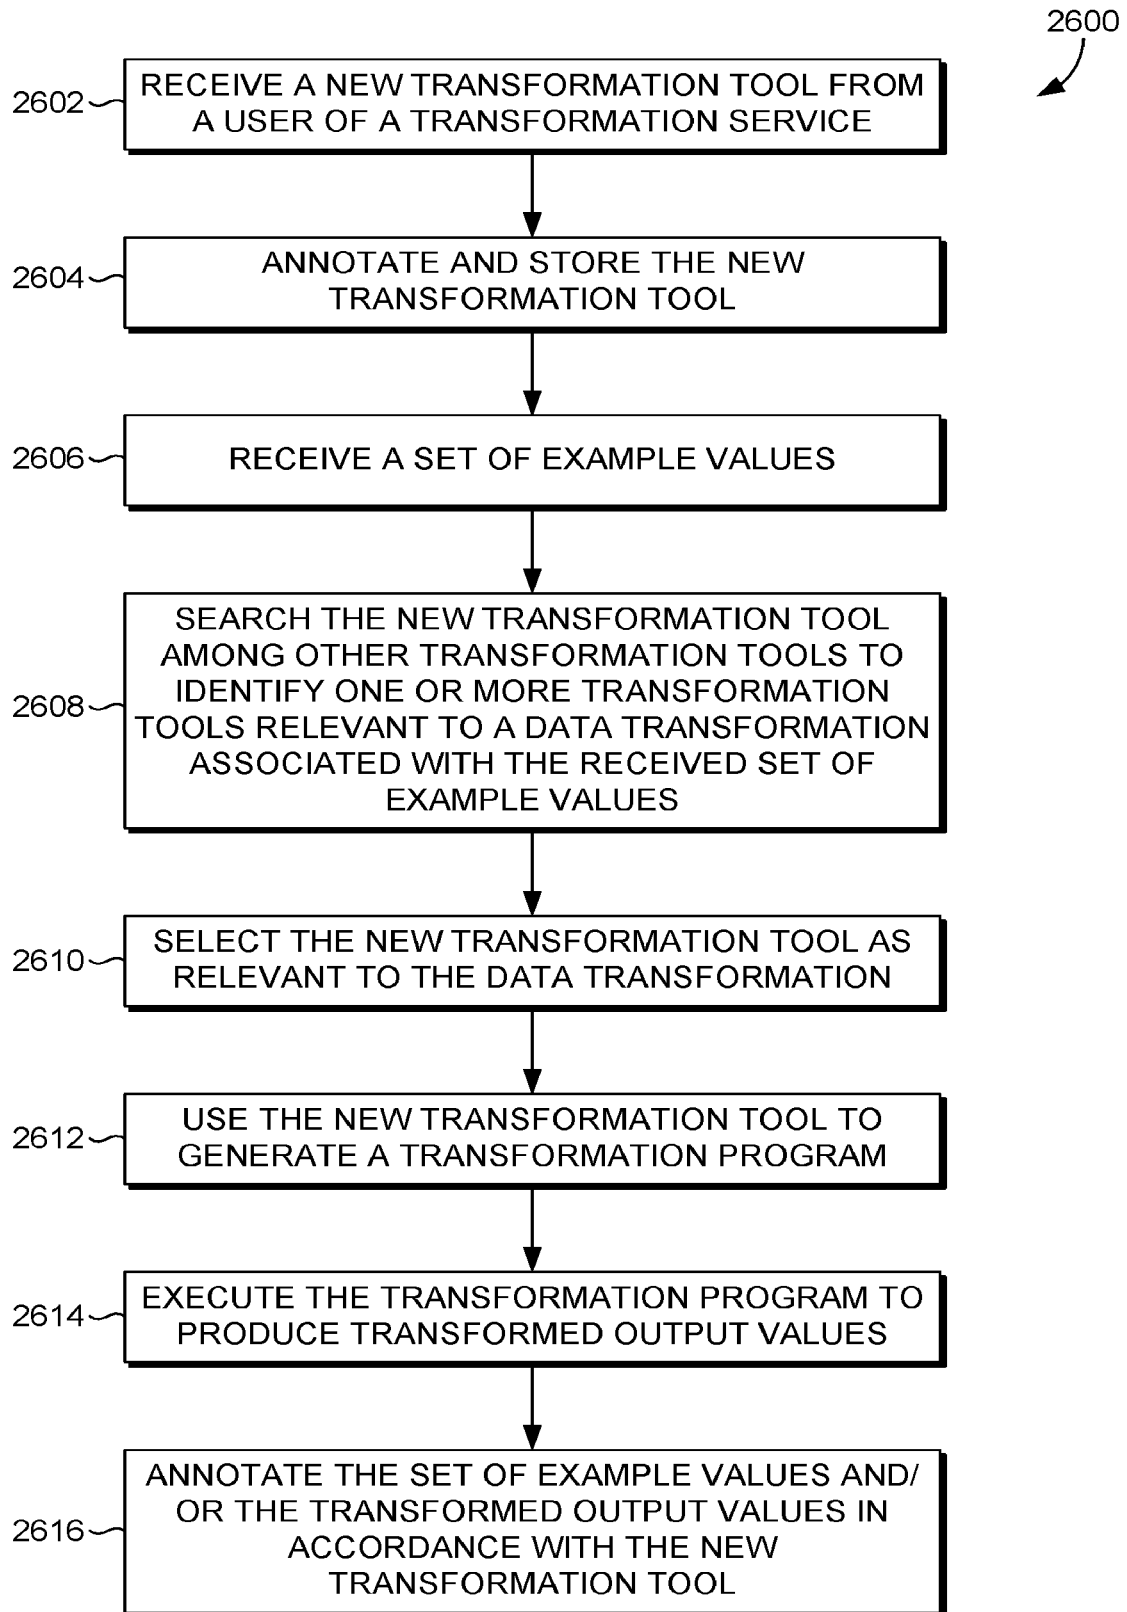 2600
2602
RECEIVE A NEW TRANSFORMATION TOOL FROM
A USER OF A TRANSFORMATION SERVICE
2604
ANNOTATE AND STORE THE NEW
TRANSFORMATION TOOL
2606
RECEIVE A SET OF EXAMPLE VALUES
2608
SEARCH THE NEW TRANSFORMATION TOOL
AMONG OTHER TRANSFORMATION TOOLS TO
IDENTIFY ONE OR MORE TRANSFORMATION
TOOLS RELEVANT TO A DATA TRANSFORMATION
ASSOCIATED WITH THE RECEIVED SET OF
EXAMPLE VALUES
2610
SELECT THE NEW TRANSFORMATION TOOL AS
RELEVANT TO THE DATA TRANSFORMATION
2612
USE THE NEW TRANSFORMATION TOOL TO
GENERATE A TRANSFORMATION PROGRAM
2614
EXECUTE THE TRANSFORMATION PROGRAM TO
PRODUCE TRANSFORMED OUTPUT VALUES
2616
ANNOTATE THE SET OF EXAMPLE VALUES AND/
OR THE TRANSFORMED OUTPUT VALUES IN
ACCORDANCE WITH THE NEW
TRANSFORMATION TOOL